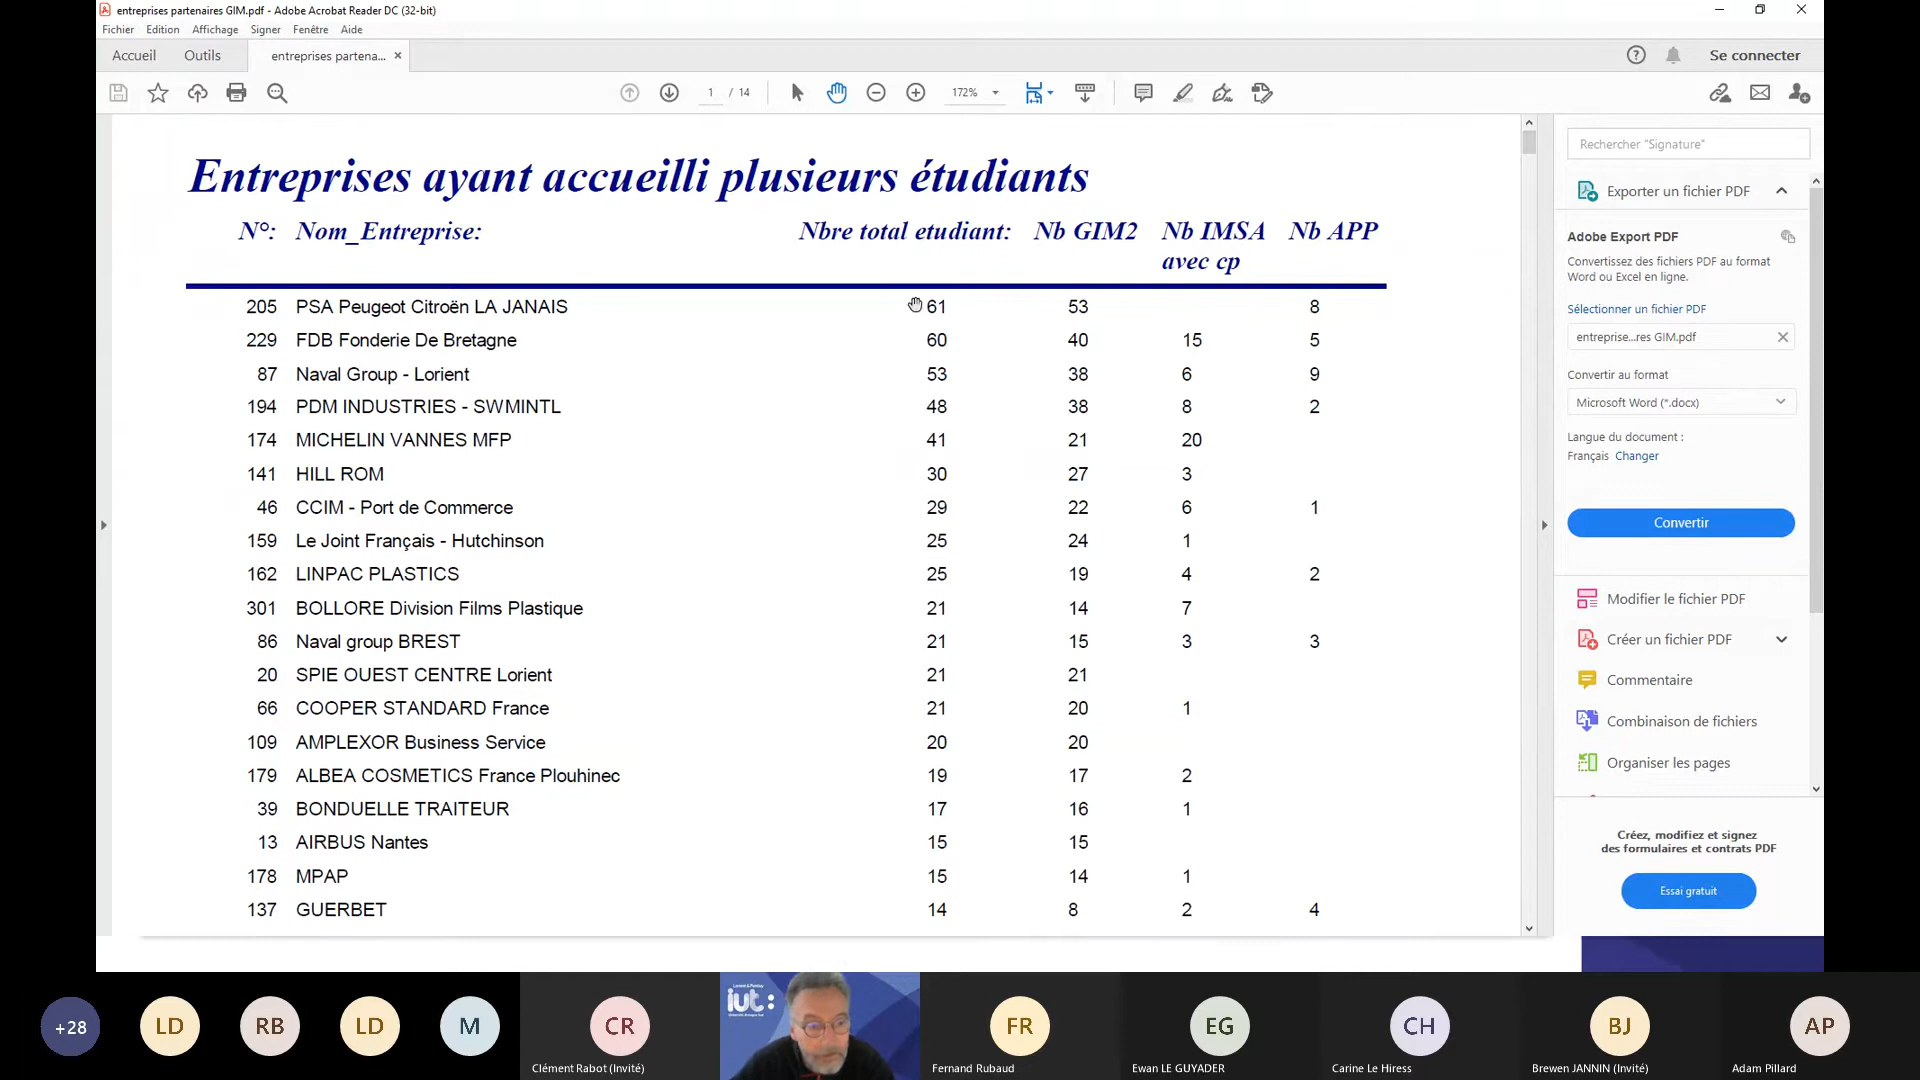 entreprises partenaires GIM.pdf - Adobe Acrobat Reader DC (32-bit)
Fichier Edition Affichage Signer Fenêtre Aide
Accueil Outils entreprises partena... Se connecter
1 / 14 172%
Entreprises ayant accueilli plusieurs étudiants
N°: Nom_Entreprise: Nbre total etudiant: Nb GIM2 Nb IMSA Nb APP
avec cp
205 PSA Peugeot Citroën LA JANAIS 61 53 8
229 FDB Fonderie De Bretagne 60 40 15 5
87 Naval Group - Lorient 53 38 6 9
194 PDM INDUSTRIES - SWMINTL 48 38 8 2
174 MICHELIN VANNES MFP 41 21 20
141 HILL ROM 30 27 3
46 CCIM - Port de Commerce 29 22 6 1
159 Le Joint Français - Hutchinson 25 24 1
162 LINPAC PLASTICS 25 19 4 2
301 BOLLORE Division Films Plastique 21 14 7
86 Naval group BREST 21 15 3 3
20 SPIE OUEST CENTRE Lorient 21 21
66 COOPER STANDARD France 21 20 1
109 AMPLEXOR Business Service 20 20
179 ALBEA COSMETICS France Plouhinec 19 17 2
39 BONDUELLE TRAITEUR 17 16 1
13 AIRBUS Nantes 15 15
178 MPAP 15 14 1
137 GUERBET 14 8 2 4
Rechercher "Signature"
Exporter un fichier PDF
Adobe Export PDF
Convertissez des fichiers PDF au format
Word ou Excel en ligne.
Sélectionner un fichier PDF
entreprise...res GIM.pdf
Convertir au format
Microsoft Word (*.docx)
Langue du document :
Français Changer
Convertir
Modifier le fichier PDF
Créer un fichier PDF
Commentaire
Combinaison de fichiers
Organiser les pages
Créez, modifiez et signez
des formulaires et contrats PDF
Essai gratuit
+28 LD RB LD M CR iut: FR EG CH BJ AP
Clément Rabot (Invité) Fernand Rubaud Ewan LE GUYADER Carine Le Hiress Brewen JANNIN (Invité) Adam Pillard